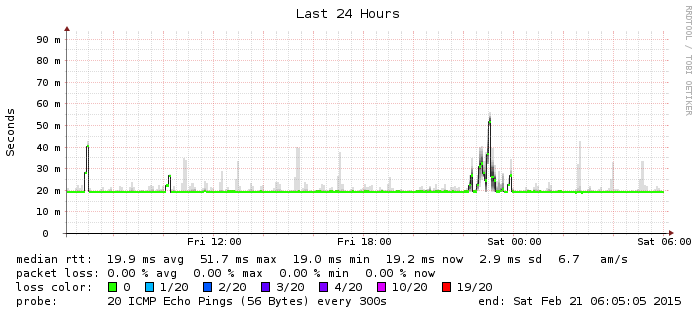 Last 24 Hours
RRDTOOL / TOBI OETIKER
Seconds
90 m
80 m
70 m
60 m
50 m
40 m
30 m
20 m
10 m
0
Fri 12:00 Fri 18:00 Sat 00:00 Sat 06:00
median rtt: 19.9 ms avg 51.7 ms max 19.0 ms min 19.2 ms now 2.9 ms sd 6.7 am/s
packet loss: 0.00 % avg 0.00 % max 0.00 % min 0.00 % now
loss color: 0 1/20 2/20 3/20 4/20 10/20 19/20
probe: 20 ICMP Echo Pings (56 Bytes) every 300s end: Sat Feb 21 06:05:05 2015